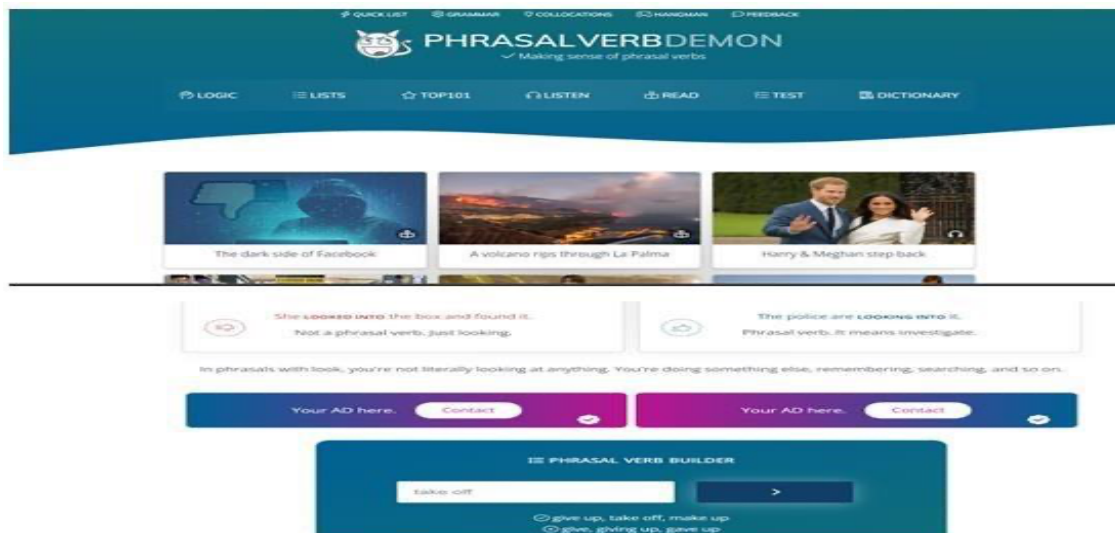 QUICK LIST GRAMMAR COLLOCATIONS HANGMAN FEEDBACK
PHRASALVERBDEMON
Making sense of phrasal verbs
LOGIC LISTS TOP101 LISTEN READ TEST DICTIONARY
The dark side of Facebook
A volcano rips through La Palma
Harry & Meghan step back
She LOOKED INTO the box and found it.
Not a phrasal verb. Just looking.
The police are LOOKING INTO it.
Phrasal verb. It means investigate.
In phrasals with look, you're not literally looking at anything. You're doing something else, remembering, searching, and so on.
Your AD here. Contact
Your AD here. Contact
PHRASAL VERB BUILDER
take off
>
give up, take off, make up
give, giving up, gave up